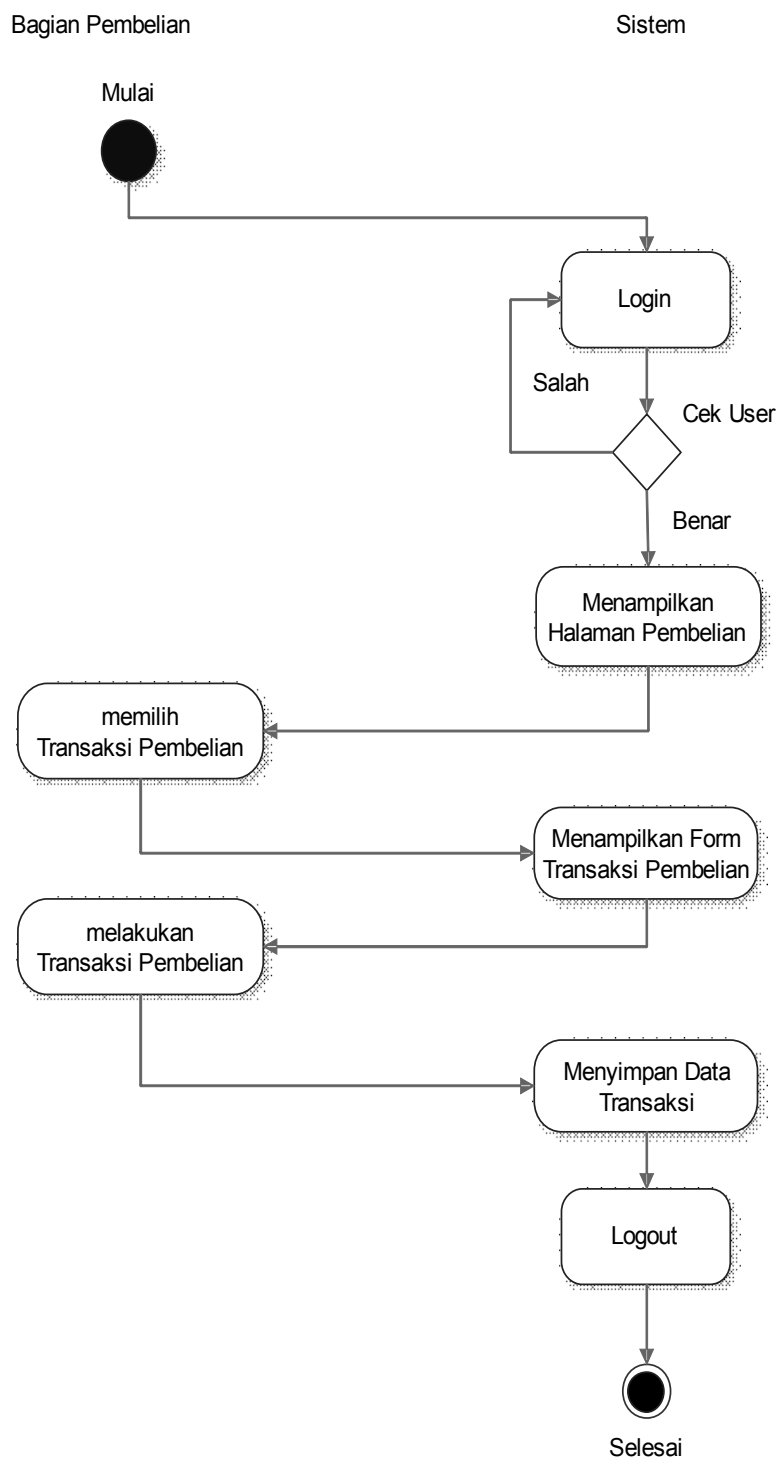 Bagian Pembelian
Sistem
Mulai
Login
Salah
Cek User
Benar
Menampilkan
Halaman Pembelian
memilih
Transaksi Pembelian
Menampilkan Form
Transaksi Pembelian
melakukan
Transaksi Pembelian
Menyimpan Data
Transaksi
Logout
Selesai